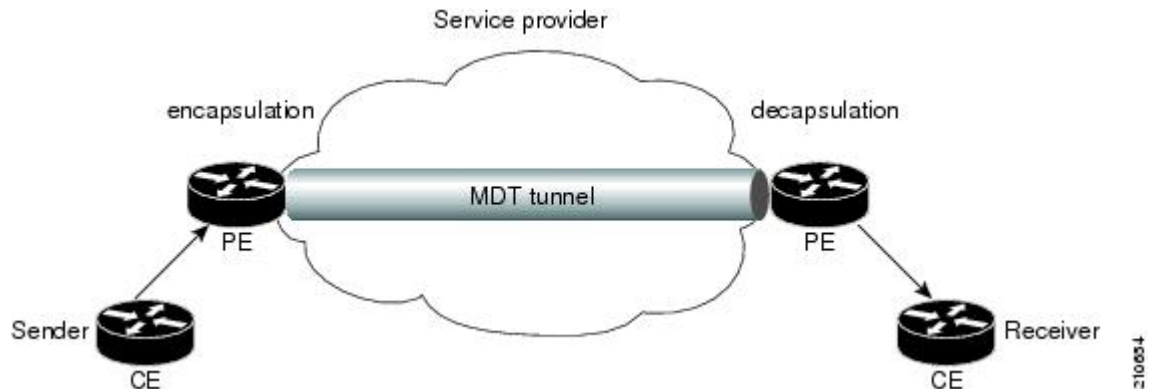 Service provider
encapsulation
decapsulation
MDT tunnel
PE
PE
Sender
Receiver
CE
CE
210654